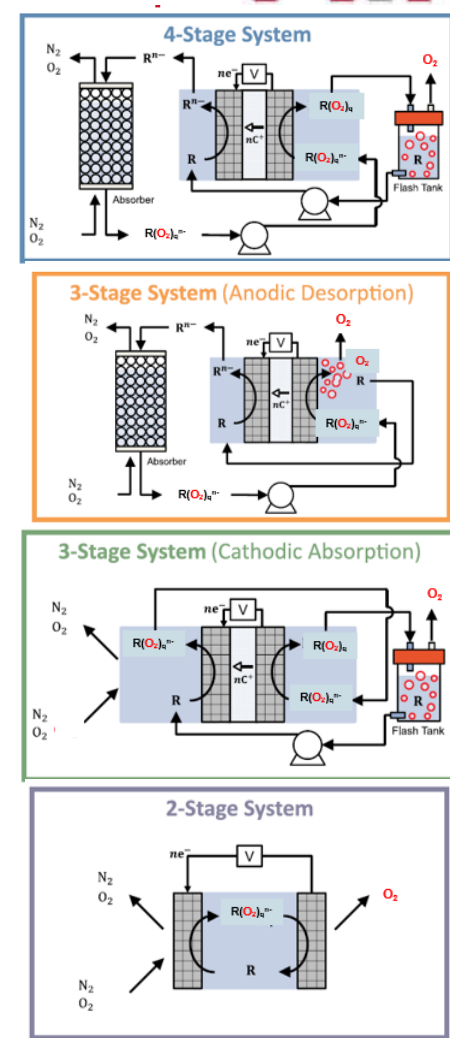 4-Stage System
N₂
O₂
Rⁿ⁻
ne⁻
V
O₂
Rⁿ⁻
R(O₂)q
nC⁺
R
R(O₂)qⁿ⁻
R
Flash Tank
Absorber
N₂
O₂
R(O₂)qⁿ⁻
3-Stage System (Anodic Desorption)
N₂
O₂
Rⁿ⁻
ne⁻
V
O₂
Rⁿ⁻
O₂
R
nC⁺
R
R(O₂)qⁿ⁻
Absorber
N₂
O₂
R(O₂)qⁿ⁻
3-Stage System (Cathodic Absorption)
N₂
O₂
ne⁻
V
O₂
R(O₂)qⁿ⁻
R(O₂)q
nC⁺
R
R(O₂)qⁿ⁻
R
N₂
O₂
Flash Tank
2-Stage System
ne⁻
V
N₂
O₂
R(O₂)qⁿ⁻
O₂
R
N₂
O₂